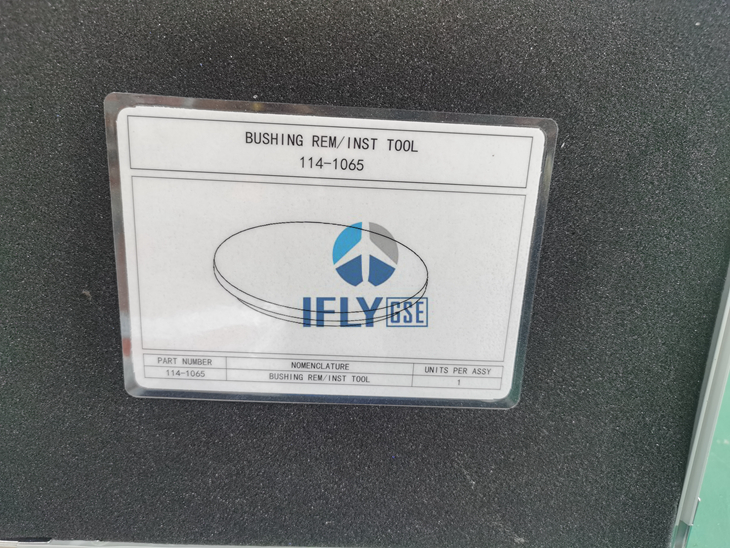 BUSHING REM/INST TOOL
114-1065
IFLY GSE
PART NUMBER NOMENCLATURE UNITS PER ASSY
114-1065 BUSHING REM/INST TOOL 1